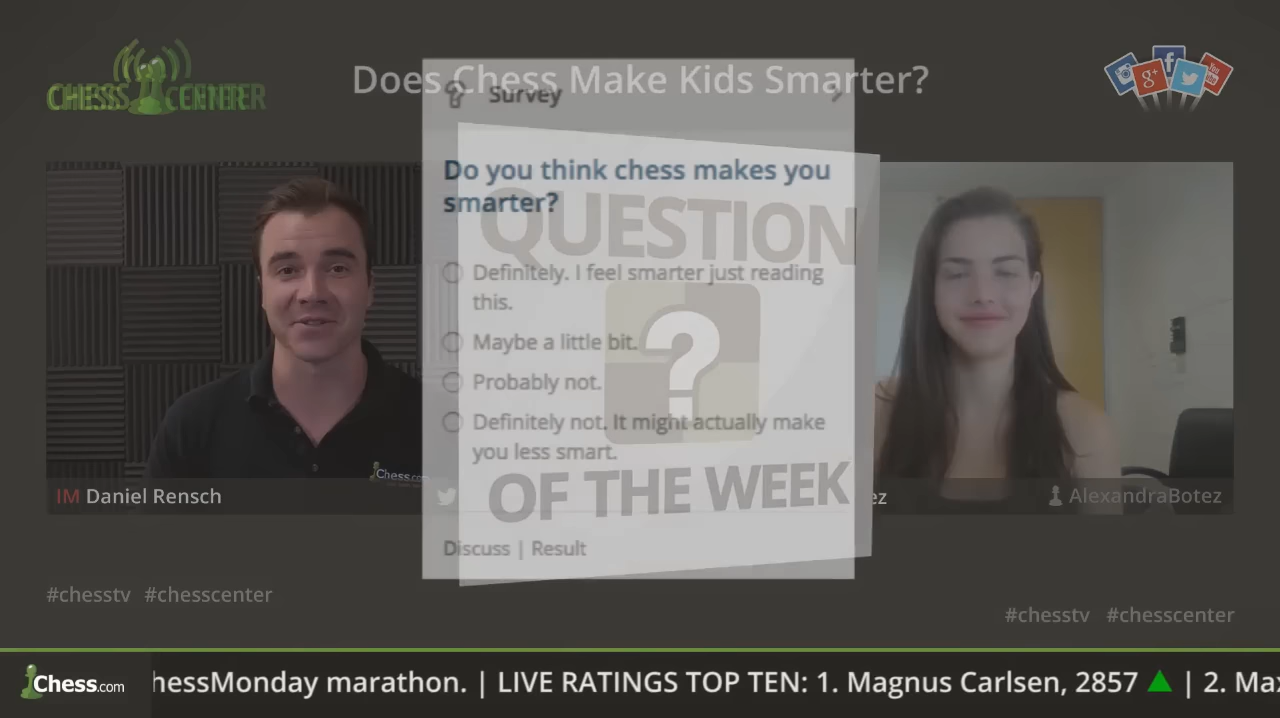 CHESS CENTER
Does Chess Make Kids Smarter?
Survey
Do you think chess makes you
smarter?
QUESTION
Definitely. I feel smarter just reading
this.
Maybe a little bit.
?
Probably not.
Definitely not. It might actually make
you less smart.
OF THE WEEK
Discuss | Result
Chess.com
IM Daniel Rensch
ez
AlexandraBotez
#chesstv #chesscenter
#chesstv #chesscenter
Chess.com
hessMonday marathon. | LIVE RATINGS TOP TEN: 1. Magnus Carlsen, 2857 ▲ | 2. Max